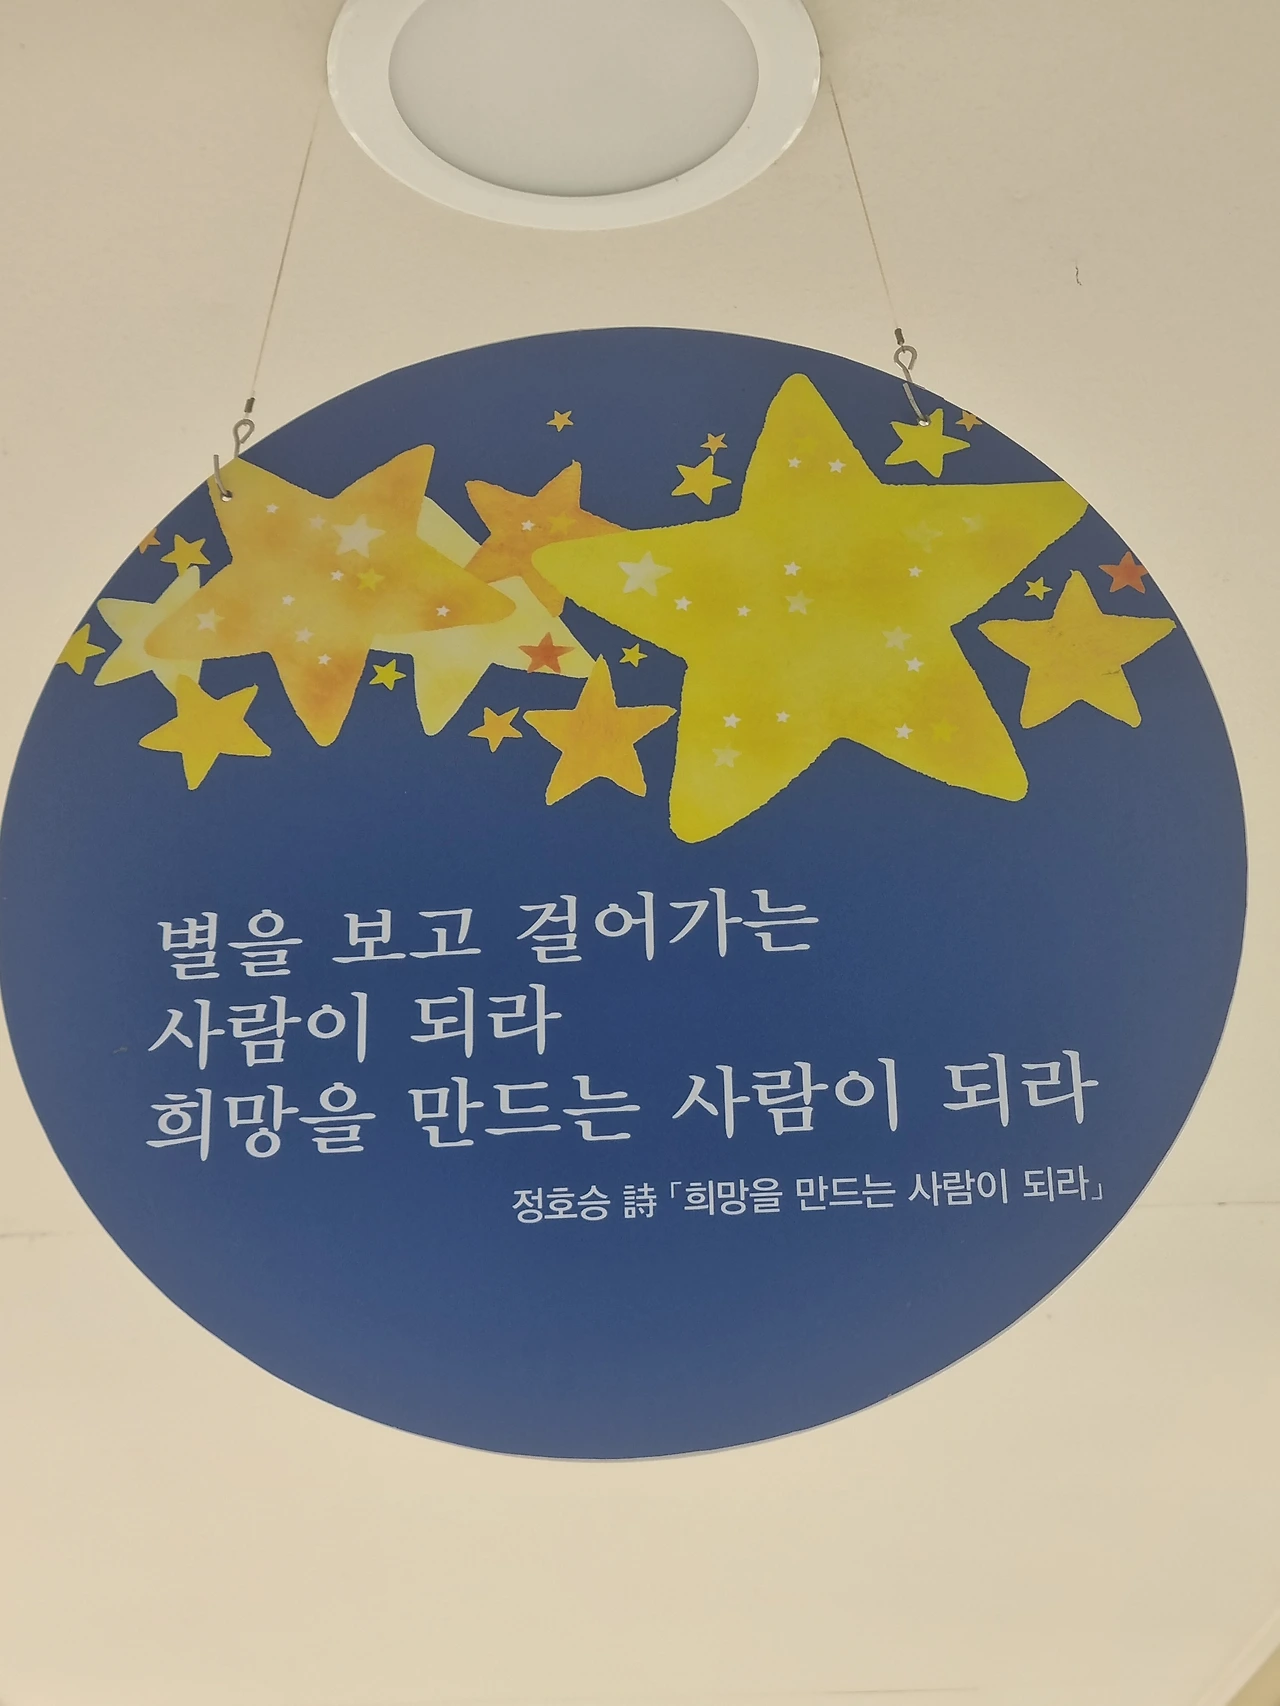 별을 보고 걸어가는
사람이 되라
희망을 만드는 사람이 되라
정호승 詩 「희망을 만드는 사람이 되라」